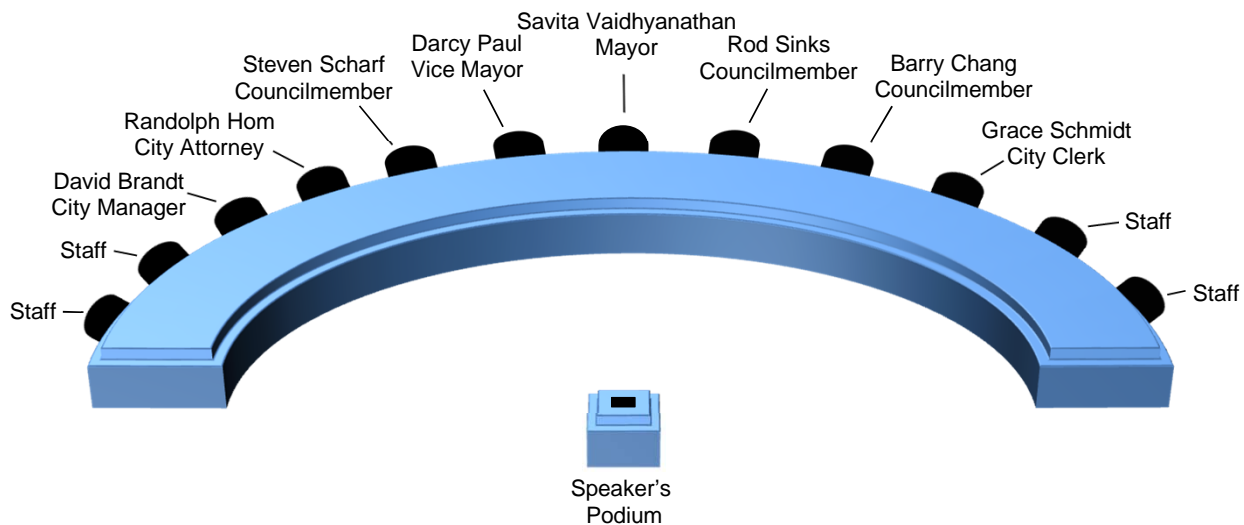 Savita Vaidhyanathan
Mayor
Darcy Paul
Vice Mayor
Rod Sinks
Councilmember
Steven Scharf
Councilmember
Barry Chang
Councilmember
Randolph Hom
City Attorney
Grace Schmidt
City Clerk
David Brandt
City Manager
Staff
Staff
Staff
Staff
Speaker's
Podium